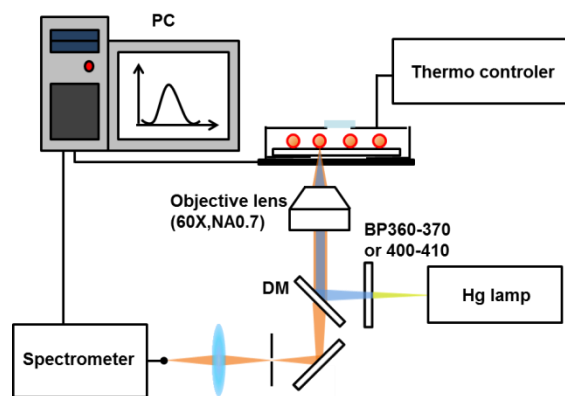 PC
Thermo controler
Objective lens
(60X,NA0.7)
BP360-370
or 400-410
DM
Hg lamp
Spectrometer